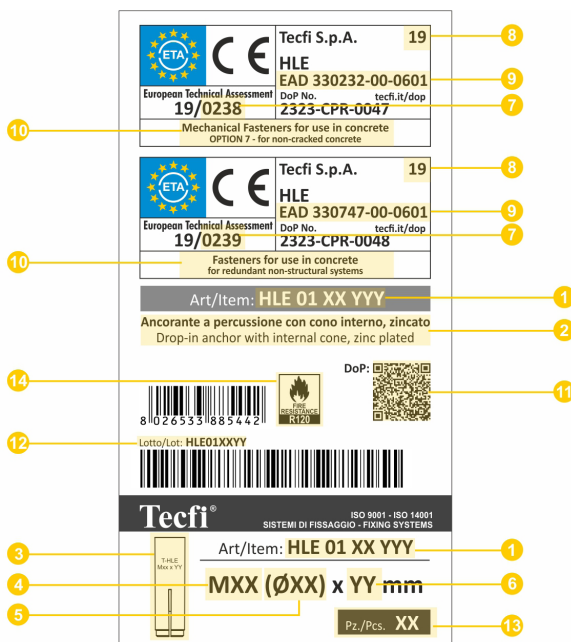 ETA
CE
Tecfi S.p.A. 19
8
HLE
EAD 330232-00-0601
9
European Technical Assessment
DoP No. tecfi.it/dop
19/0238
2323-CPR-0047
7
10
Mechanical Fasteners for use in concrete
OPTION 7 - for non-cracked concrete
ETA
CE
Tecfi S.p.A. 19
8
HLE
EAD 330747-00-0601
9
European Technical Assessment
DoP No. tecfi.it/dop
19/0239
2323-CPR-0048
7
10
Fasteners for use in concrete
for redundant non-structural systems
Art/Item: HLE 01 XX YYY
1
Ancorante a percussione con cono interno, zincato
Drop-in anchor with internal cone, zinc plated
2
DoP:
14
FIRE
RESISTANCE
R120
11
8 026533 885442
12
Lotto/Lot: HLE01XXYY
Tecfi®
ISO 9001 - ISO 14001
SISTEMI DI FISSAGGIO - FIXING SYSTEMS
3
T-HLE
Mxx x YY
Art/Item: HLE 01 XX YYY
1
4
MXX (ØXX) x YY mm
6
5
Pz./Pcs. XX
13